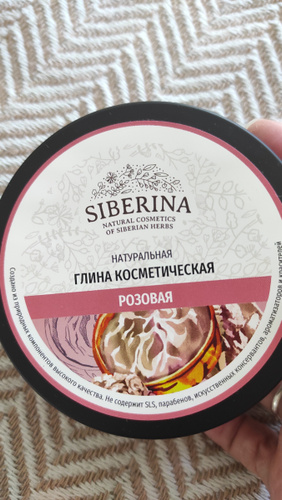 SIBERINA
NATURAL COSMETICS
OF SIBERIAN HERBS
НАТУРАЛЬНАЯ
ГЛИНА КОСМЕТИЧЕСКАЯ
РОЗОВАЯ
Создано из природных компонентов высокого качества. Не содержит SLS, парабенов, искусственных консервантов, ароматизаторов и красителей